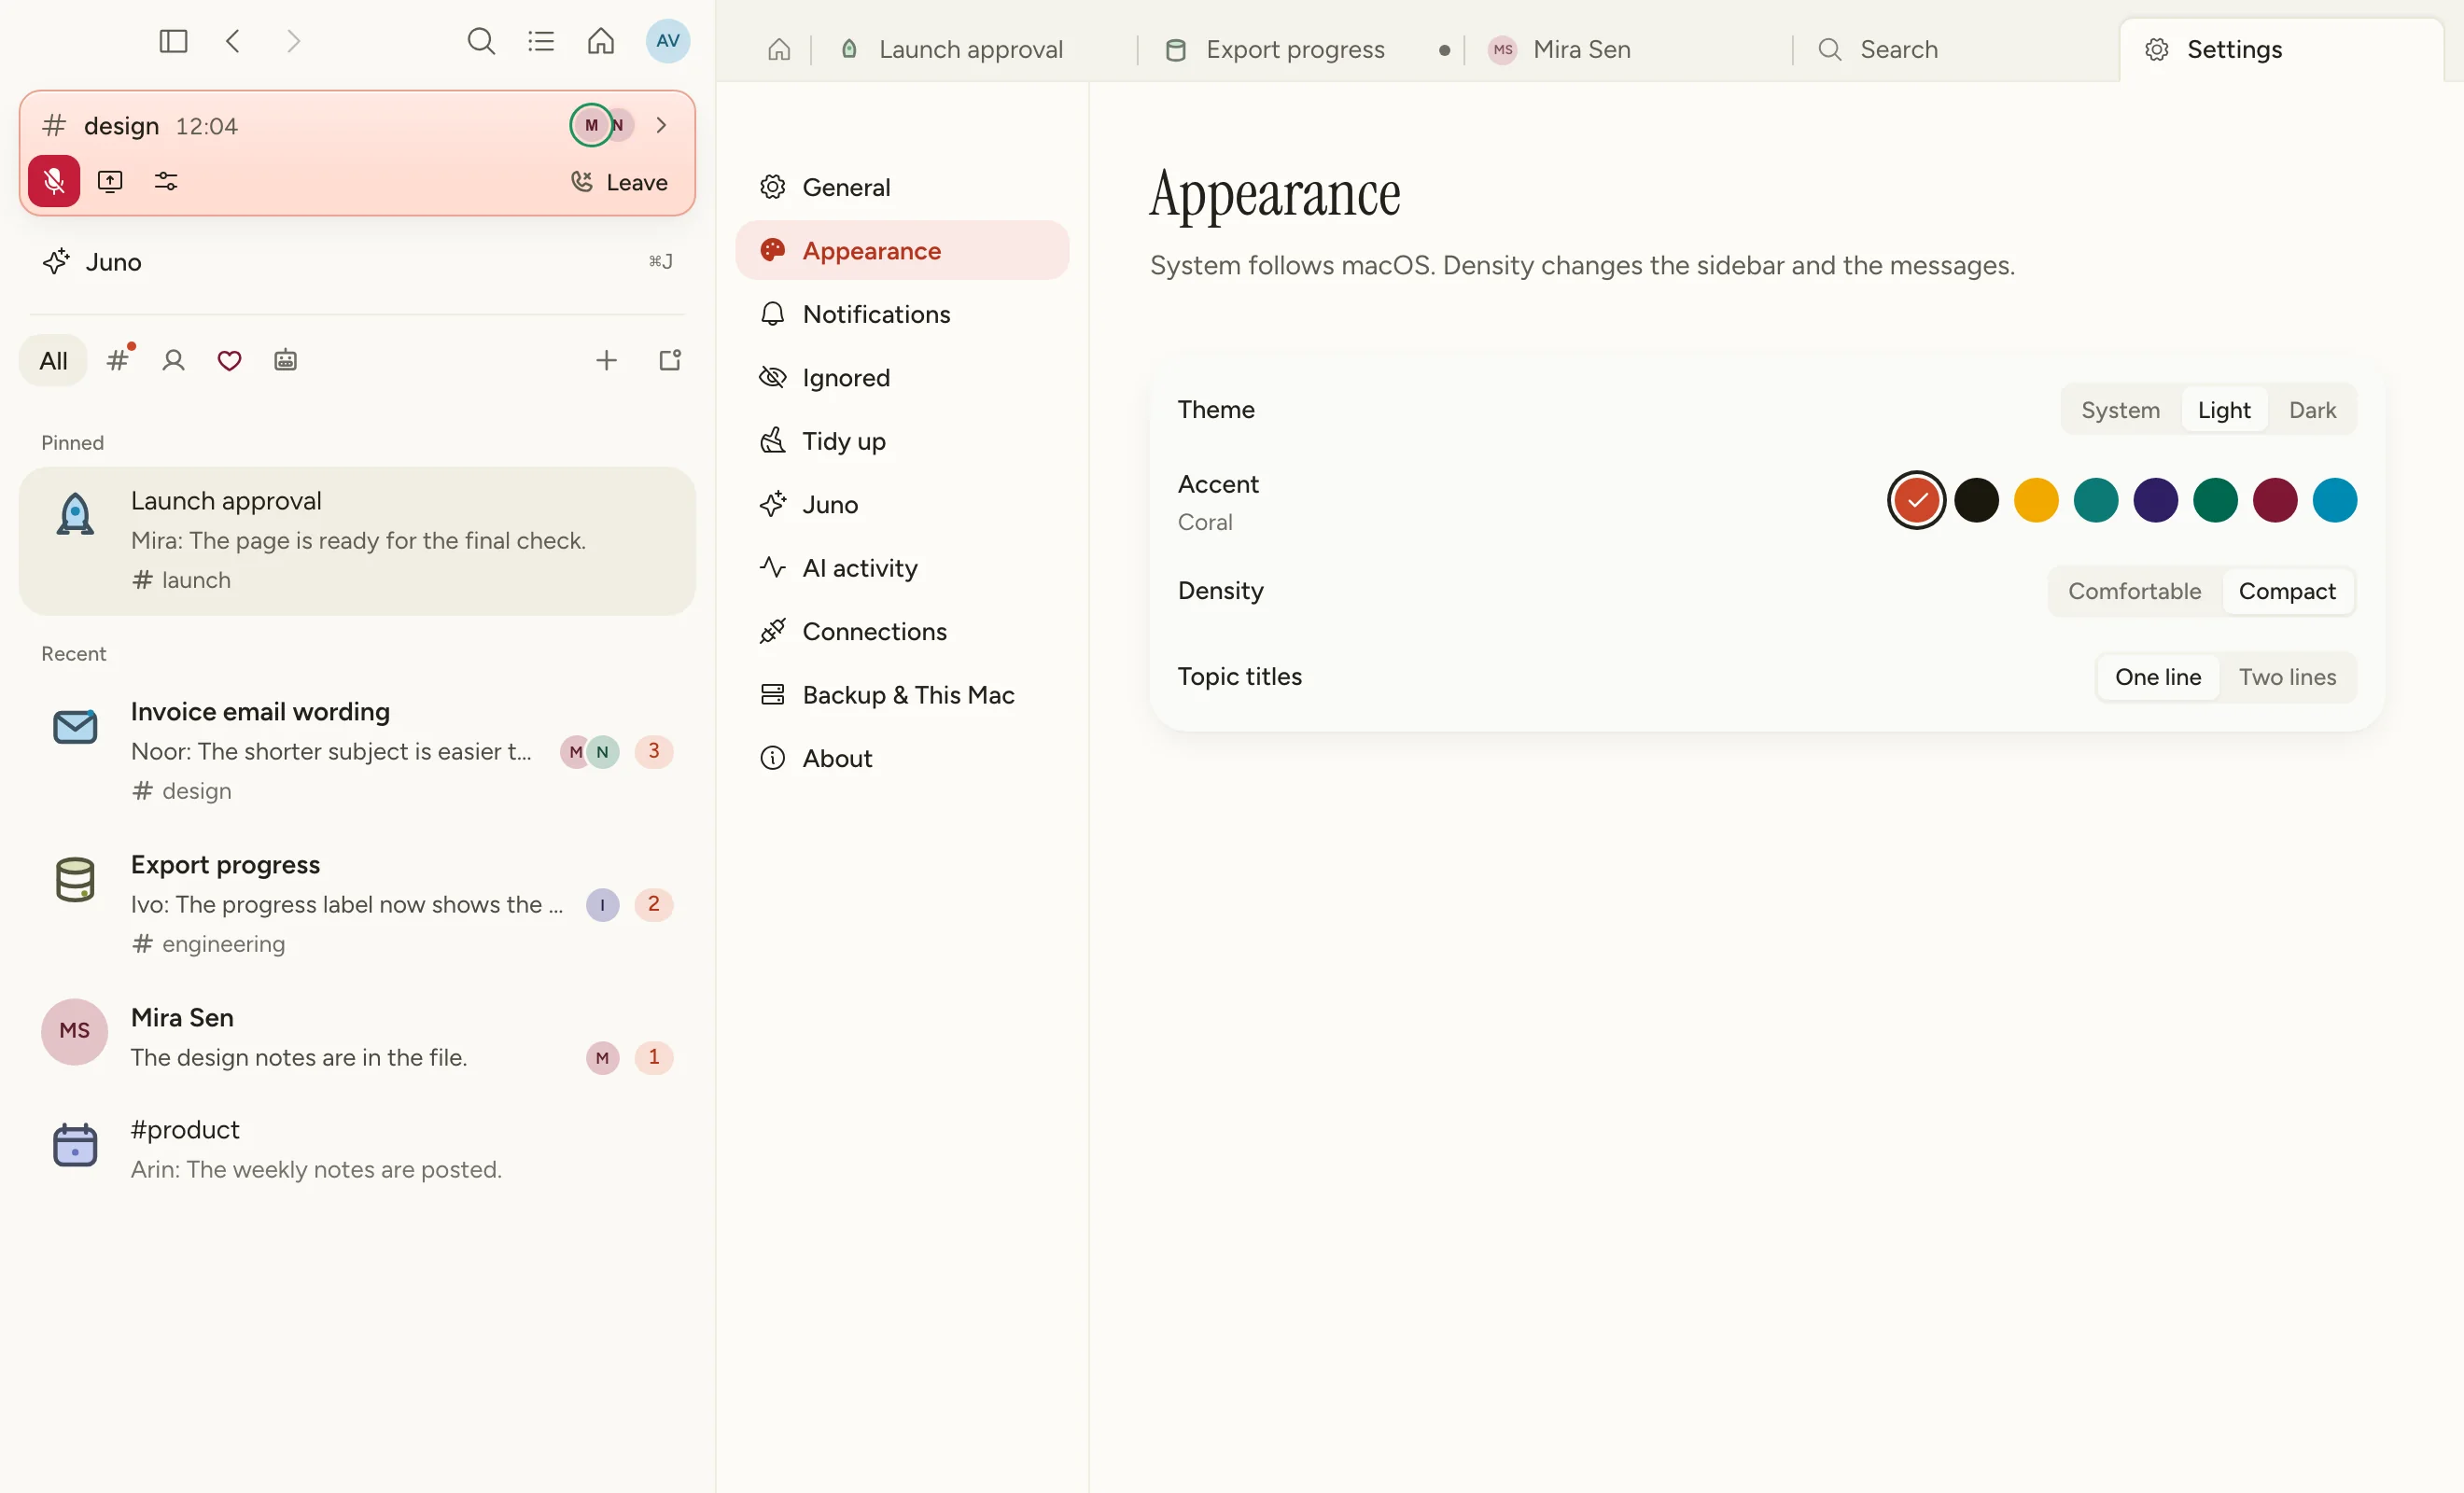 AV
# design 12:04
M N
Leave
Juno
⌘J
All
Pinned
Launch approval
Mira: The page is ready for the final check.
# launch
Recent
Invoice email wording
Noor: The shorter subject is easier t...
M N 3
# design
Export progress
Ivo: The progress label now shows the ...
I 2
# engineering
MS
Mira Sen
The design notes are in the file.
M 1
#product
Arin: The weekly notes are posted.
Launch approval
Export progress
MS Mira Sen
Search
Settings
General
Appearance
Notifications
Ignored
Tidy up
Juno
AI activity
Connections
Backup & This Mac
About
Appearance
System follows macOS. Density changes the sidebar and the messages.
Theme
System Light Dark
Accent
Coral
Density
Comfortable Compact
Topic titles
One line Two lines